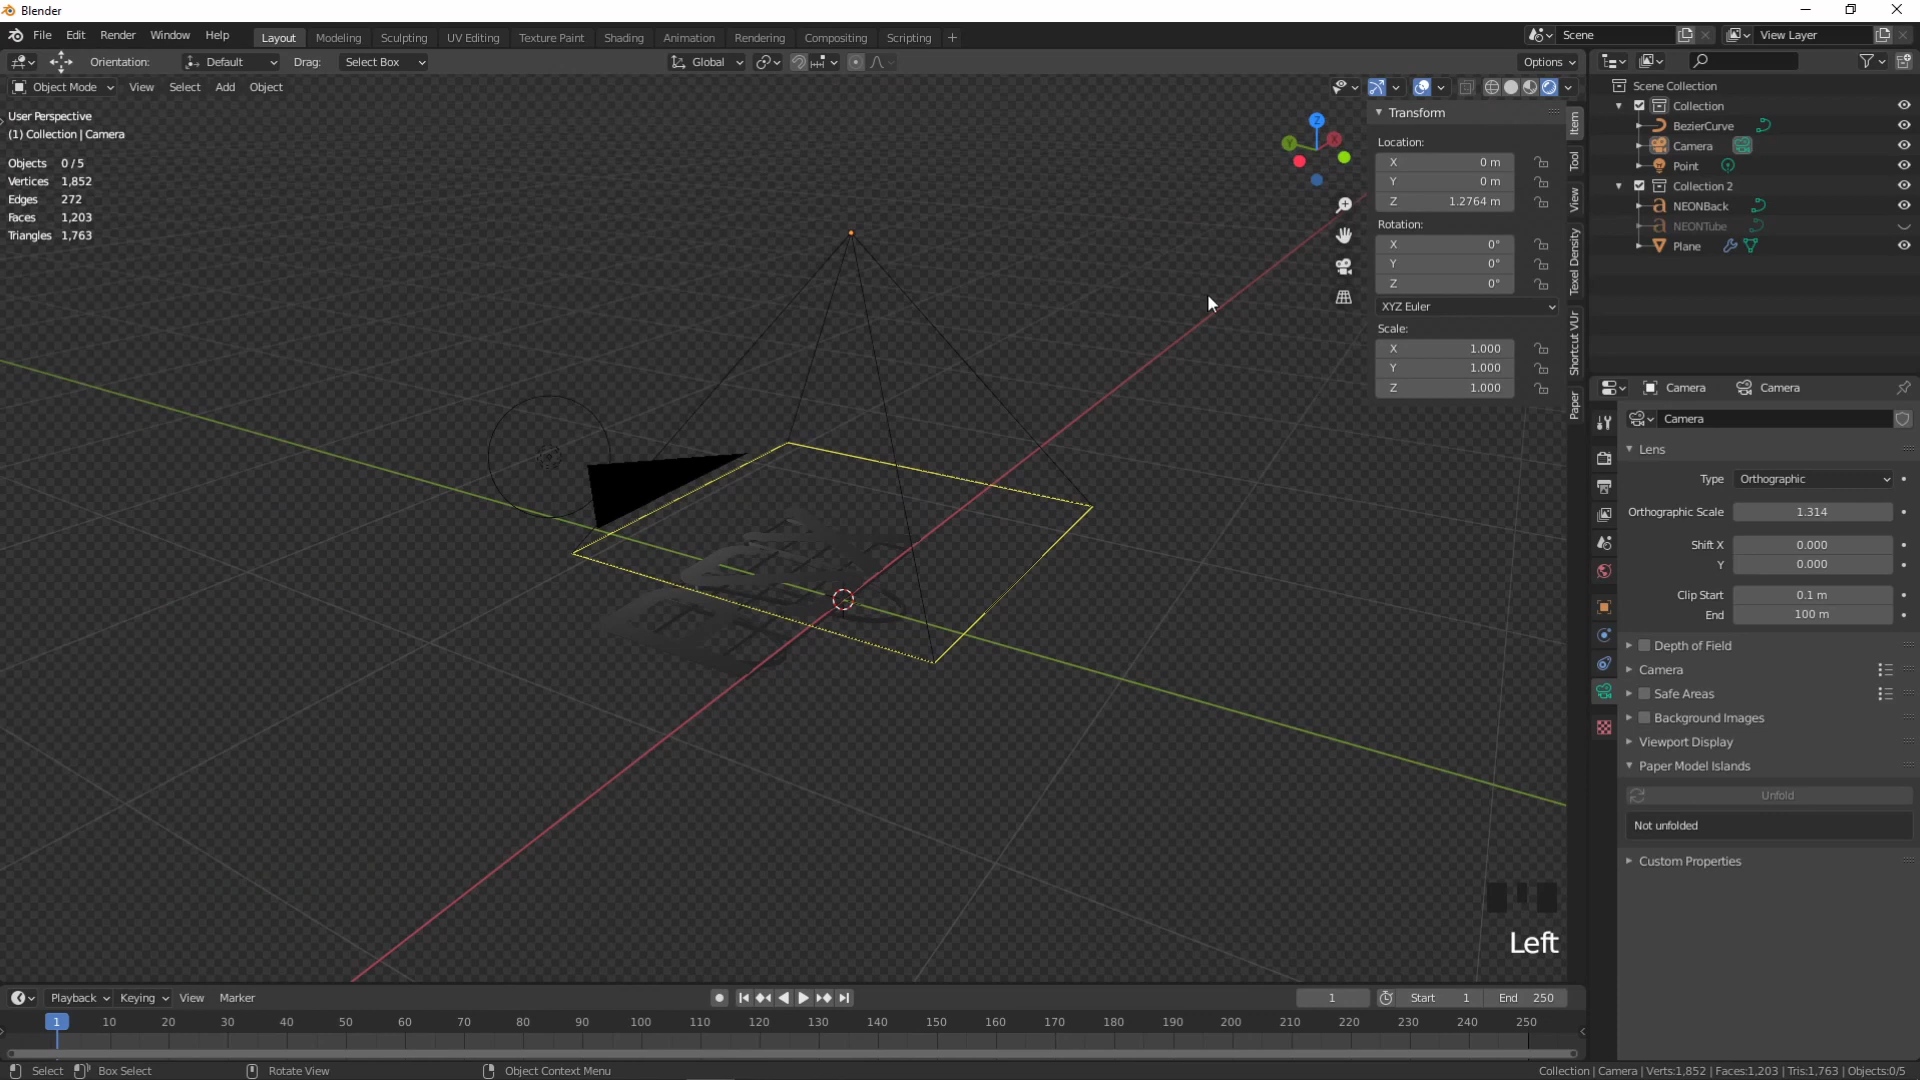 Blender
File Edit Render Window Help Layout Modeling Sculpting UV Editing Texture Paint Shading Animation Rendering Compositing Scripting + Scene View Layer
Orientation: Default Drag: Select Box Global Options
Object Mode View Select Add Object
User Perspective
(1) Collection | Camera
Objects 0/5
Vertices 1,852
Edges 272
Faces 1,203
Triangles 1,763
Z
X
Y
Transform
Location:
X 0 m
Y 0 m
Z 1.2764 m
Rotation:
X 0°
Y 0°
Z 0°
XYZ Euler
Scale:
X 1.000
Y 1.000
Z 1.000
Item
Tool
View
Texel Density
Shortcut VUr
Paper
Scene Collection
Collection
BezierCurve
Camera
Point
Collection 2
NEONBack
NEONTube
Plane
Camera Camera
Camera
Lens
Type Orthographic
Orthographic Scale 1.314
Shift X 0.000
Y 0.000
Clip Start 0.1 m
End 100 m
Depth of Field
Camera
Safe Areas
Background Images
Viewport Display
Paper Model Islands
Unfold
Not unfolded
Custom Properties
Left
Playback Keying View Marker 1 Start 1 End 250
1 10 20 30 40 50 60 70 80 90 100 110 120 130 140 150 160 170 180 190 200 210 220 230 240 250
Select Box Select Rotate View Object Context Menu Collection | Camera | Verts:1,852 | Faces:1,203 | Tris:1,763 | Objects:0/5